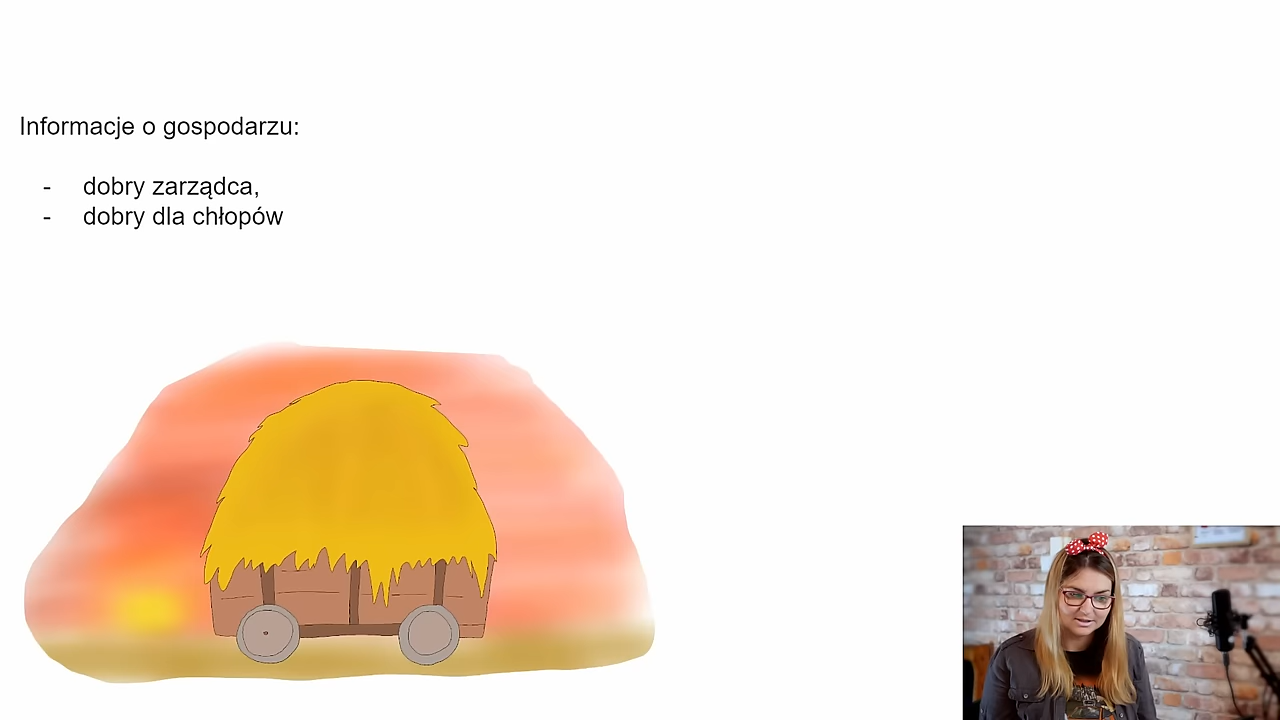 Informacje o gospodarzu:
- dobry zarządca,
- dobry dla chłopów